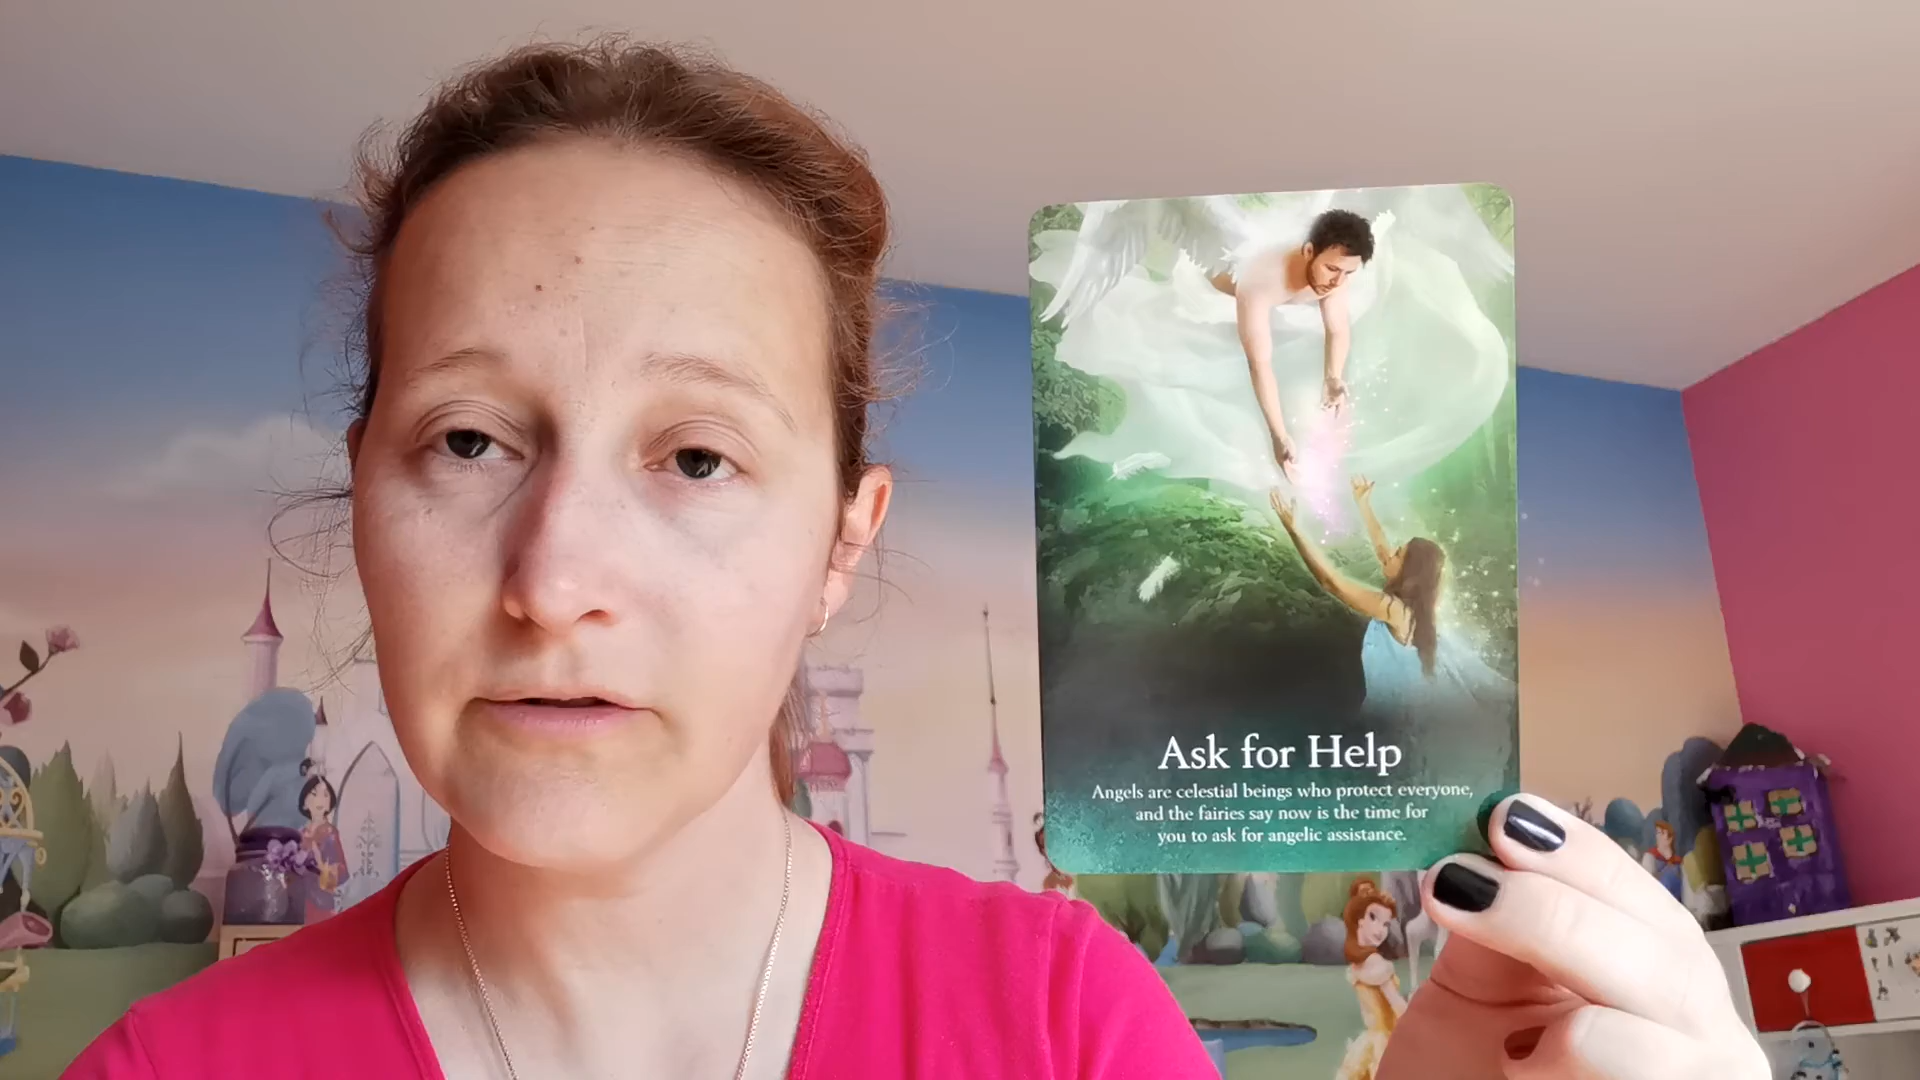 Ask for Help
Angels are celestial beings who protect everyone,
and the fairies say now is the time for
you to ask for angelic assistance.